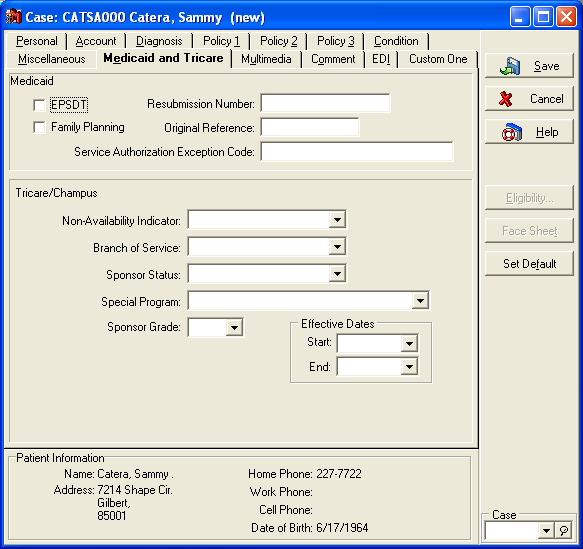 Case: CATSA000 Catera, Sammy (new)
Personal Account Diagnosis Policy 1 Policy 2 Policy 3 Condition
Miscellaneous Medicaid and Tricare Multimedia Comment EDI Custom One
Save
Cancel
Help
Eligibility...
Face Sheet
Set Default
Medicaid
EPSDT
Resubmission Number:
Family Planning
Original Reference:
Service Authorization Exception Code:
Tricare/Champus
Non-Availability Indicator:
Branch of Service:
Sponsor Status:
Special Program:
Sponsor Grade:
Effective Dates
Start:
End:
Patient Information
Name: Catera, Sammy .
Address: 7214 Shape Cir.
Gilbert,
85001
Home Phone: 227-7722
Work Phone:
Cell Phone:
Date of Birth: 6/17/1964
Case